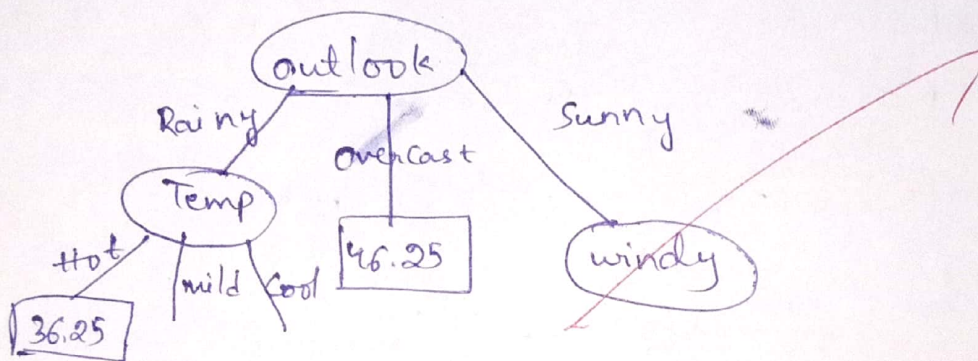 outlook
Rainy
overcast
Sunny
Temp
46.25
windy
Hot
mild
Cool
36.25